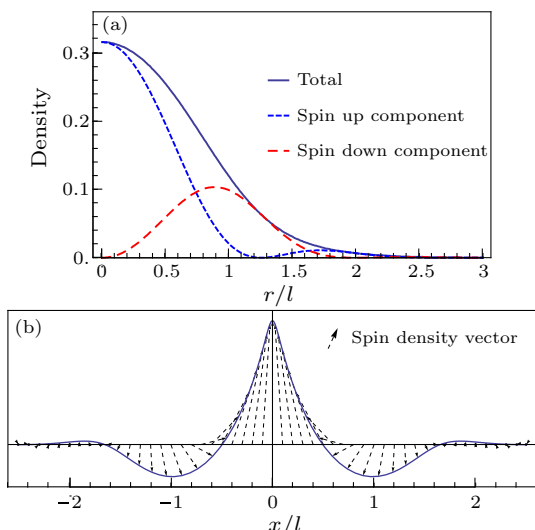 (a)
0.3
0.2
0.1
0.
Density
Total
Spin up component
Spin down component
0. 0.5 1 1.5 2 2.5 3
r/l
(b)
Spin density vector
−2 −1 0 1 2
x/l